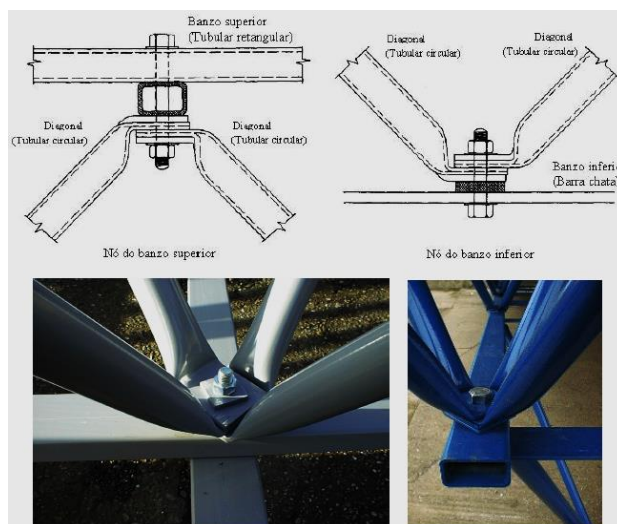 Banzo superior
(Tubular retangular)
Diagonal
(Tubular circular)
Diagonal
(Tubular circular)
Nó do banzo superior
Diagonal
(Tubular circular)
Diagonal
(Tubular circular)
Banzo inferio
(Barra chata)
Nó do banzo inferior